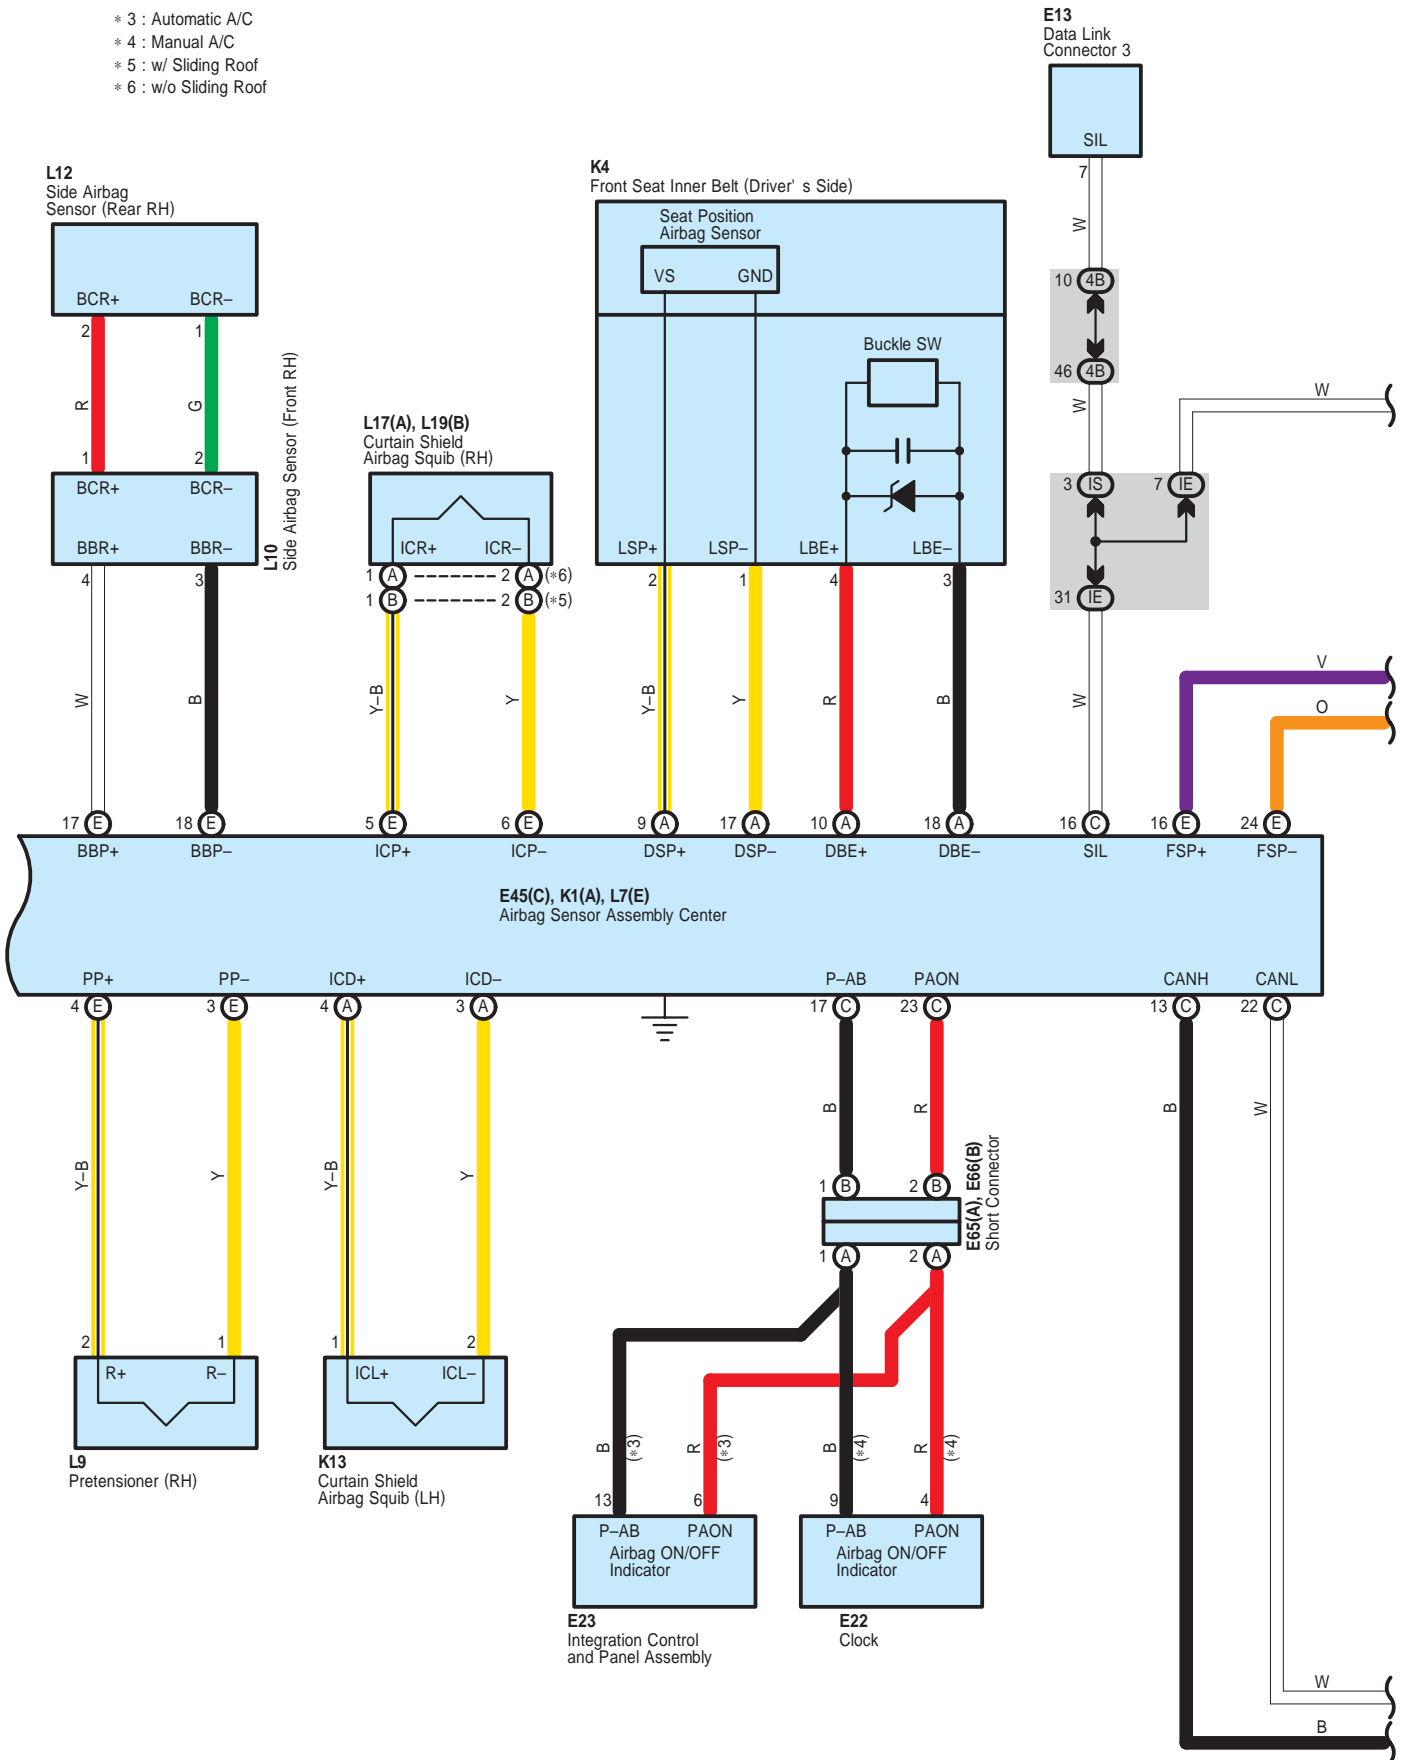 * 3 : Automatic A/C
* 4 : Manual A/C
* 5 : w/ Sliding Roof
* 6 : w/o Sliding Roof
E13
Data Link
Connector 3
SIL
7
W
10 4B
46 4B
W
3 IS
7 IE
W
31 IE
W
L12
Side Airbag
Sensor (Rear RH)
BCR+ BCR–
2 1
R G
1 2
BCR+ BCR–
BBR+ BBR–
L10
Side Airbag Sensor (Front RH)
4 3
W B
L17(A), L19(B)
Curtain Shield
Airbag Squib (RH)
ICR+ ICR–
1 A 2 A (*6)
1 B 2 B (*5)
Y–B Y
K4
Front Seat Inner Belt (Driver' s Side)
Seat Position
Airbag Sensor
VS GND
Buckle SW
LSP+ LSP– LBE+ LBE–
2 1 4 3
Y–B Y R B
V
O
17 E 18 E 5 E 6 E 9 A 17 A 10 A 18 A 16 C 16 E 24 E
BBP+ BBP– ICP+ ICP– DSP+ DSP– DBE+ DBE– SIL FSP+ FSP–
E45(C), K1(A), L7(E)
Airbag Sensor Assembly Center
PP+ PP– ICD+ ICD– P–AB PAON CANH CANL
4 E 3 E 4 A 3 A 17 C 23 C 13 C 22 C
Y–B Y Y–B Y B R B W
1 B 2 B
E65(A), E66(B)
Short Connector
1 A 2 A
2 1 1 2
R+ R– ICL+ ICL–
L9
Pretensioner (RH)
K13
Curtain Shield
Airbag Squib (LH)
B (*3) R (*3) B (*4) R (*4)
13 6 9 4
P–AB PAON P–AB PAON
Airbag ON/OFF
Indicator
Airbag ON/OFF
Indicator
E23
Integration Control
and Panel Assembly
E22
Clock
W
B